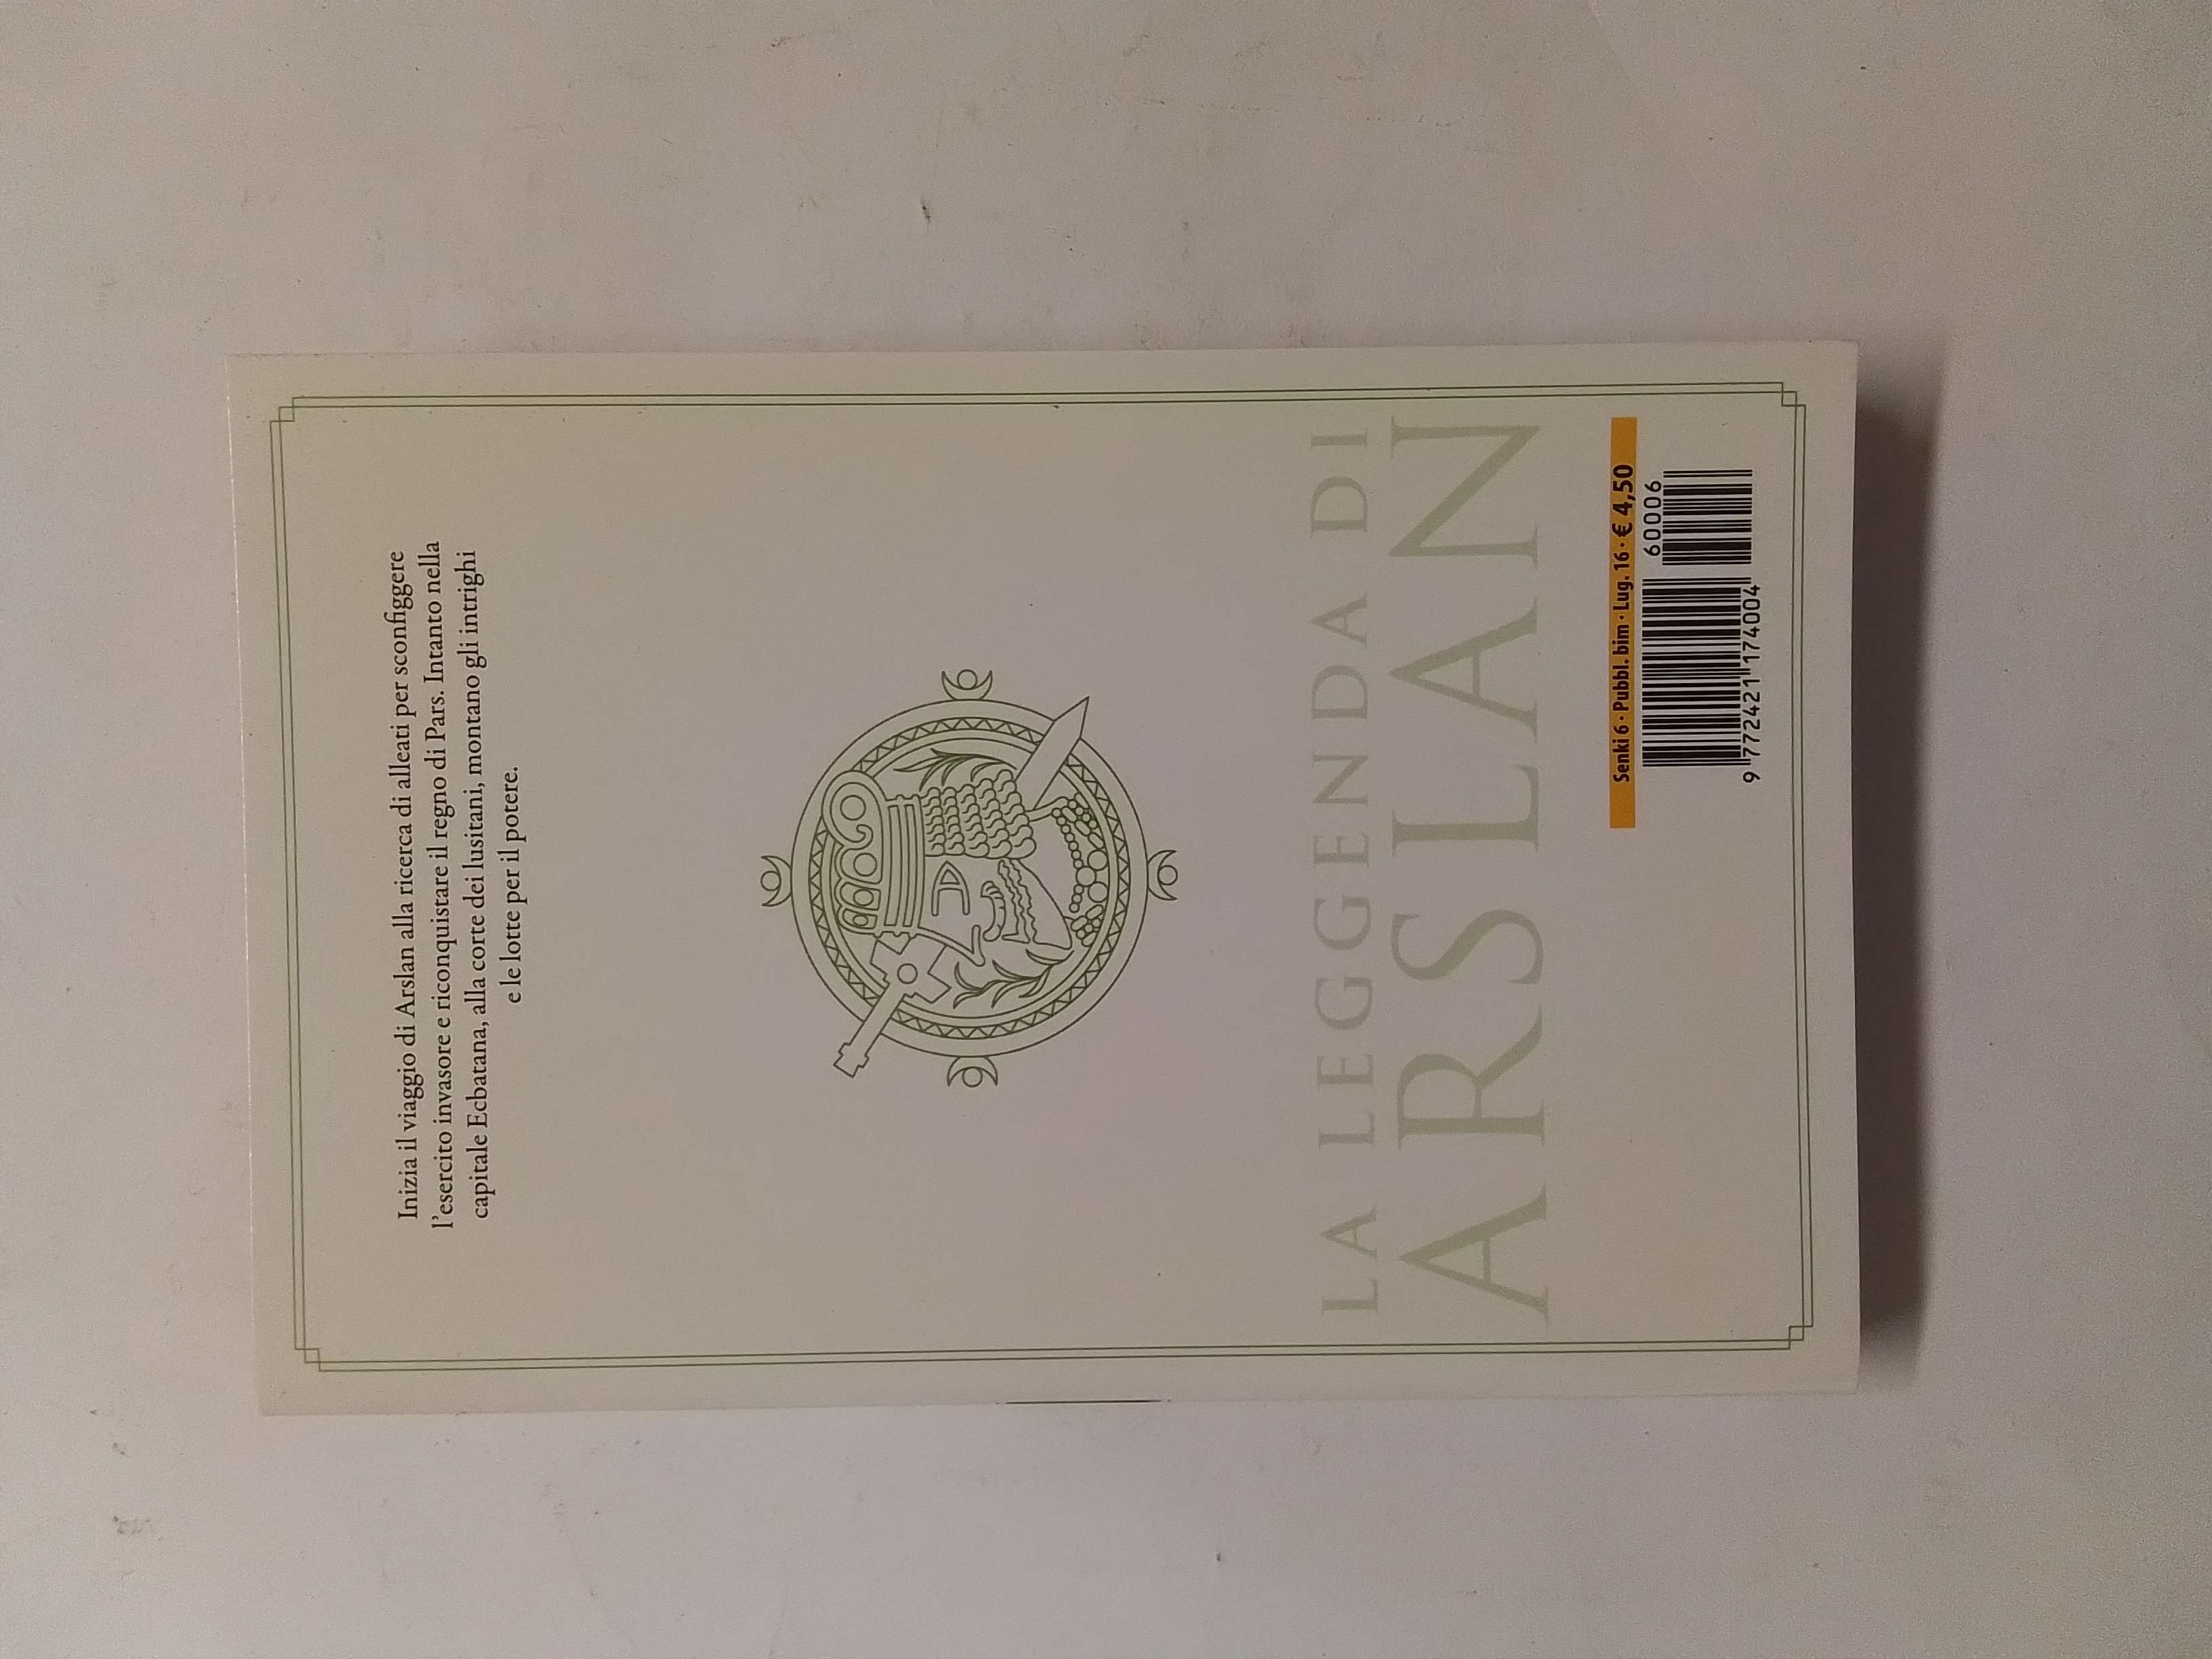 Inizia il viaggio di Arslan alla ricerca di alleati per sconfiggere
l'esercito invasore e riconquistare il regno di Pars. Intanto nella
capitale Ecbatana, alla corte dei lusitani, montano gli intrighi
e le lotte per il potere.
LA LEGGENDA DI
ARSLAN
Senki 6 · Pubbl. bim · Lug. 16 · € 4,50
60006
9 772421 174004